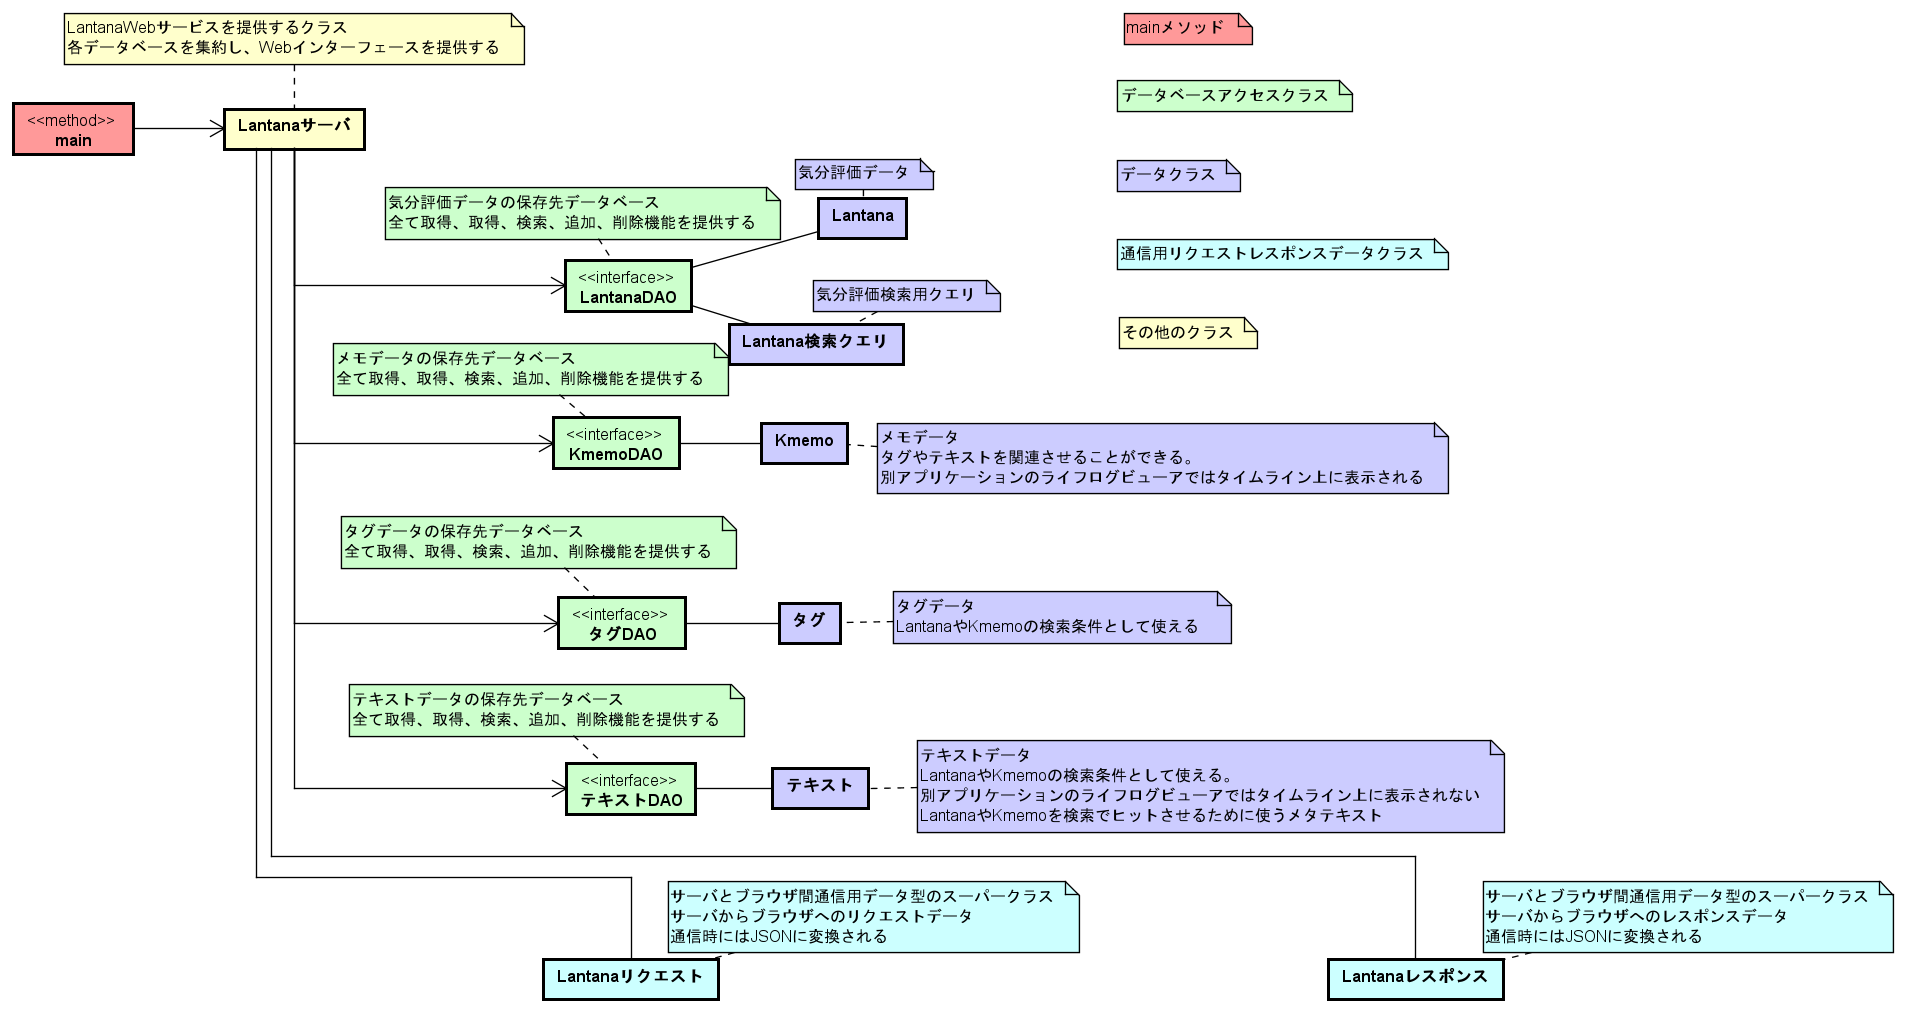 LantanaWebサービスを提供するクラス
各データベースを集約し、Webインターフェースを提供する
mainメソッド
データベースアクセスクラス
<<method>>
main
Lantanaサーバ
気分評価データ
データクラス
気分評価データの保存先データベース
全て取得、取得、検索、追加、削除機能を提供する
Lantana
通信用リクエストレスポンスデータクラス
<<interface>>
LantanaDAO
気分評価検索用クエリ
その他のクラス
Lantana検索クエリ
メモデータの保存先データベース
全て取得、取得、検索、追加、削除機能を提供する
<<interface>>
KmemoDAO
Kmemo
メモデータ
タグやテキストを関連させることができる。
別アプリケーションのライフログビューアではタイムライン上に表示される
タグデータの保存先データベース
全て取得、取得、検索、追加、削除機能を提供する
<<interface>>
タグDAO
タグ
タグデータ
LantanaやKmemoの検索条件として使える
テキストデータの保存先データベース
全て取得、取得、検索、追加、削除機能を提供する
<<interface>>
テキストDAO
テキスト
テキストデータ
LantanaやKmemoの検索条件として使える。
別アプリケーションのライフログビューアではタイムライン上に表示されない
LantanaやKmemoを検索でヒットさせるために使うメタテキスト
サーバとブラウザ間通信用データ型のスーパークラス
サーバからブラウザへのリクエストデータ
通信時にはJSONに変換される
Lantanaリクエスト
サーバとブラウザ間通信用データ型のスーパークラス
サーバからブラウザへのレスポンスデータ
通信時にはJSONに変換される
Lantanaレスポンス